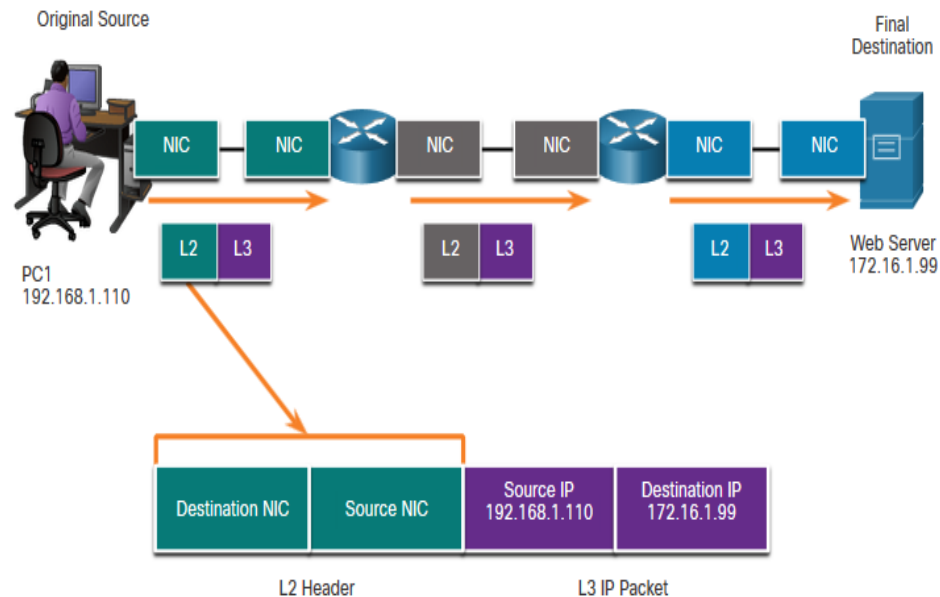 Original Source
Final
Destination
NIC
NIC
NIC
NIC
NIC
NIC
L2
L3
L2
L3
L2
L3
PC1
192.168.1.110
Web Server
172.16.1.99
Destination NIC
Source NIC
Source IP
192.168.1.110
Destination IP
172.16.1.99
L2 Header
L3 IP Packet